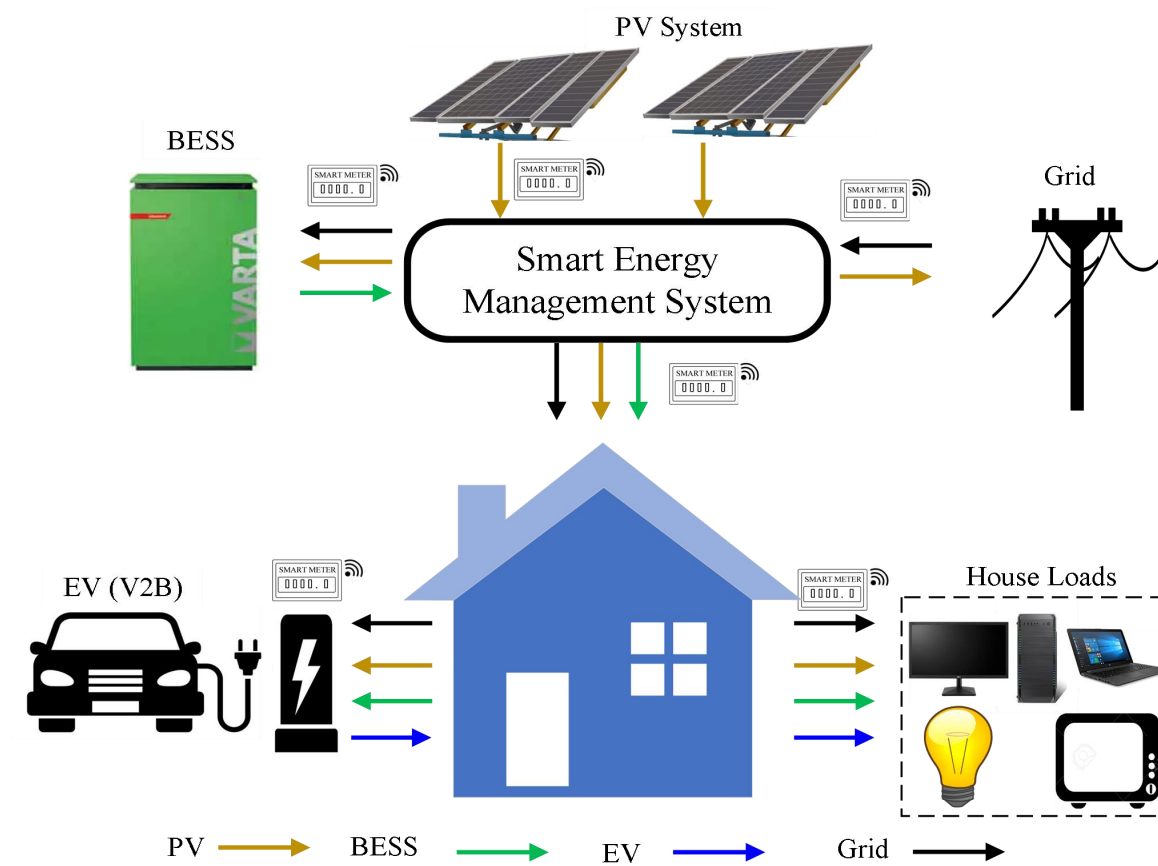 PV System
BESS
SMART METER
0000.0
SMART METER
0000.0
SMART METER
0000.0
Grid
VARTA
Smart Energy
Management System
SMART METER
0000.0
EV (V2B)
SMART METER
0000.0
SMART METER
0000.0
House Loads
PV
BESS
EV
Grid